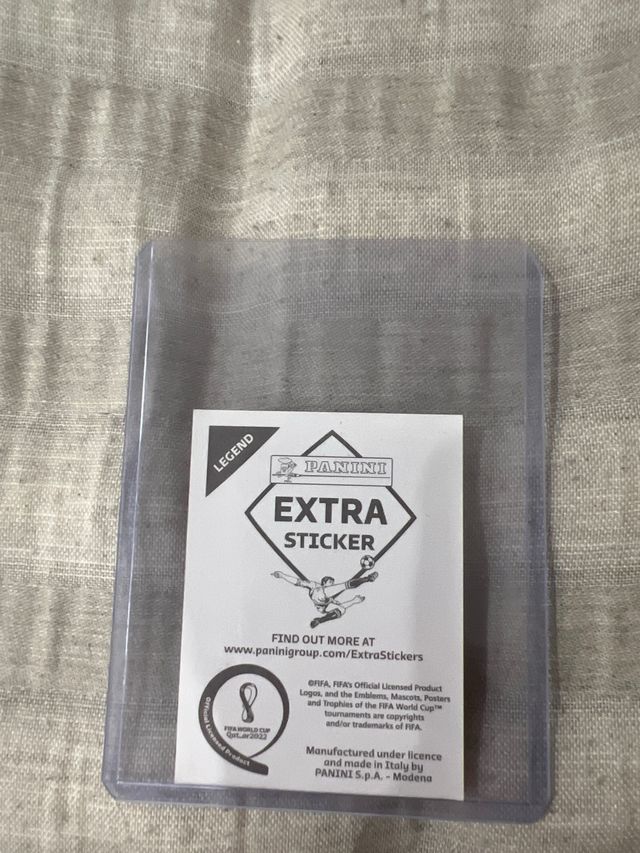 LEGEND
PANINI
EXTRA
STICKER
FIND OUT MORE AT
www.paninigroup.com/ExtraStickers
©FIFA, FIFA's Official Licensed Product
Logos, and the Emblems, Mascots, Posters
and Trophies of the FIFA World Cup™
tournaments are copyrights
and/or trademarks of FIFA.
FIFA WORLD CUP
Qatar2022
Official Licensed Product
Manufactured under licence
and made in Italy by
PANINI S.p.A. - Modena